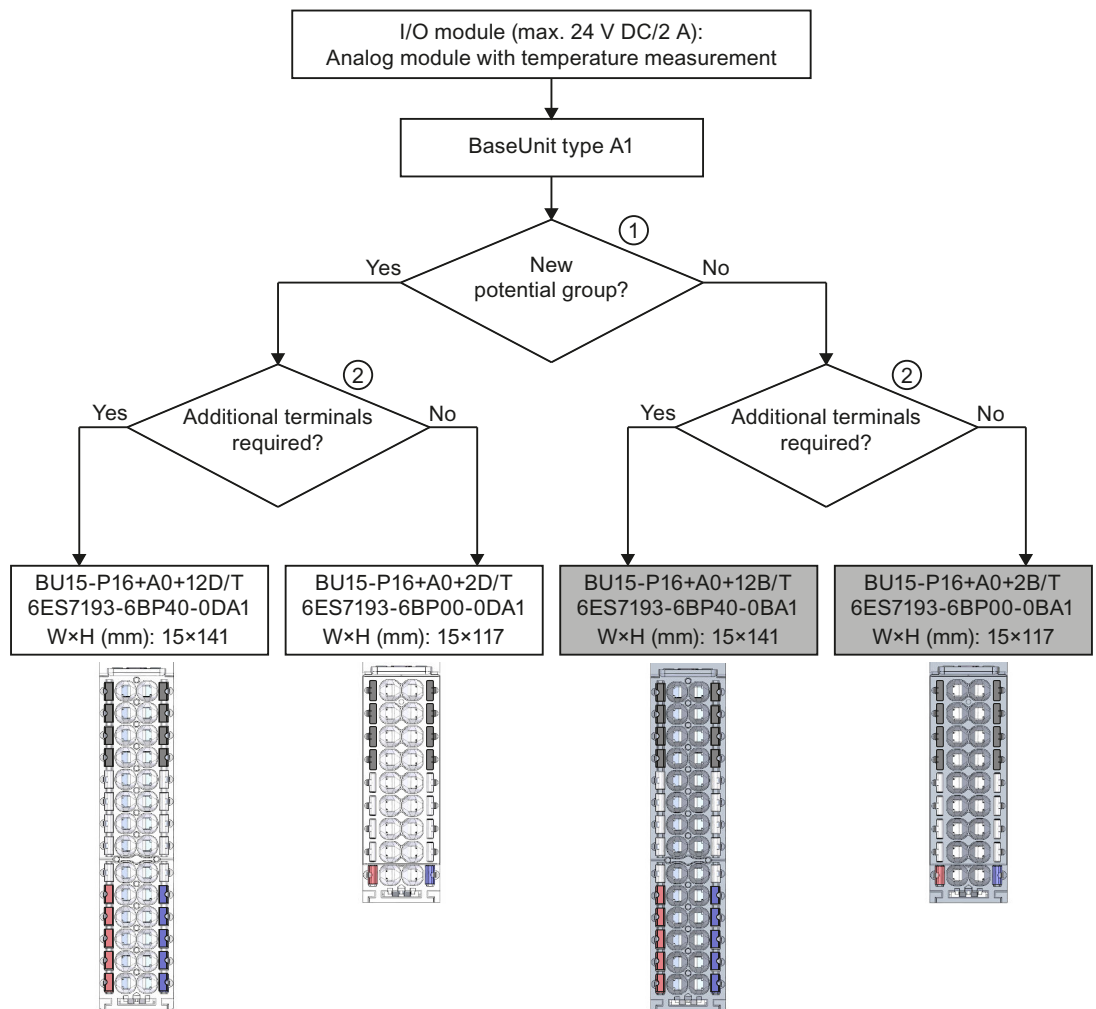 I/O module (max. 24 V DC/2 A):
Analog module with temperature measurement
BaseUnit type A1
①
Yes
New
potential group?
No
②
Yes
Additional terminals
required?
No
②
Yes
Additional terminals
required?
No
BU15-P16+A0+12D/T
6ES7193-6BP40-0DA1
W×H (mm): 15×141
BU15-P16+A0+2D/T
6ES7193-6BP00-0DA1
W×H (mm): 15×117
BU15-P16+A0+12B/T
6ES7193-6BP40-0BA1
W×H (mm): 15×141
BU15-P16+A0+2B/T
6ES7193-6BP00-0BA1
W×H (mm): 15×117